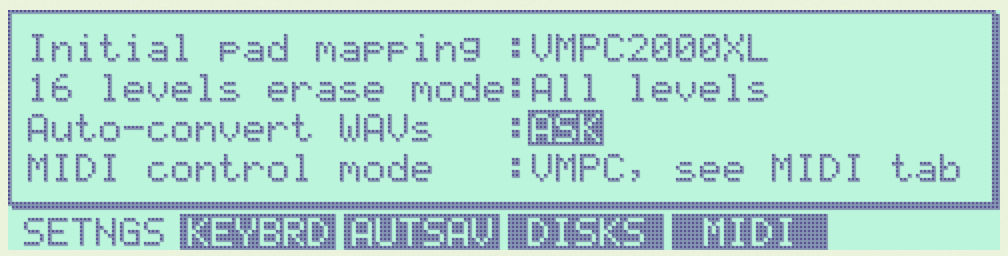 Initial pad mapping :VMPC2000XL
16 levels erase mode:All levels
Auto-convert WAVs :ASK
MIDI control mode :VMPC, see MIDI tab
SETNGS KEYBRD AUTSAV DISKS MIDI